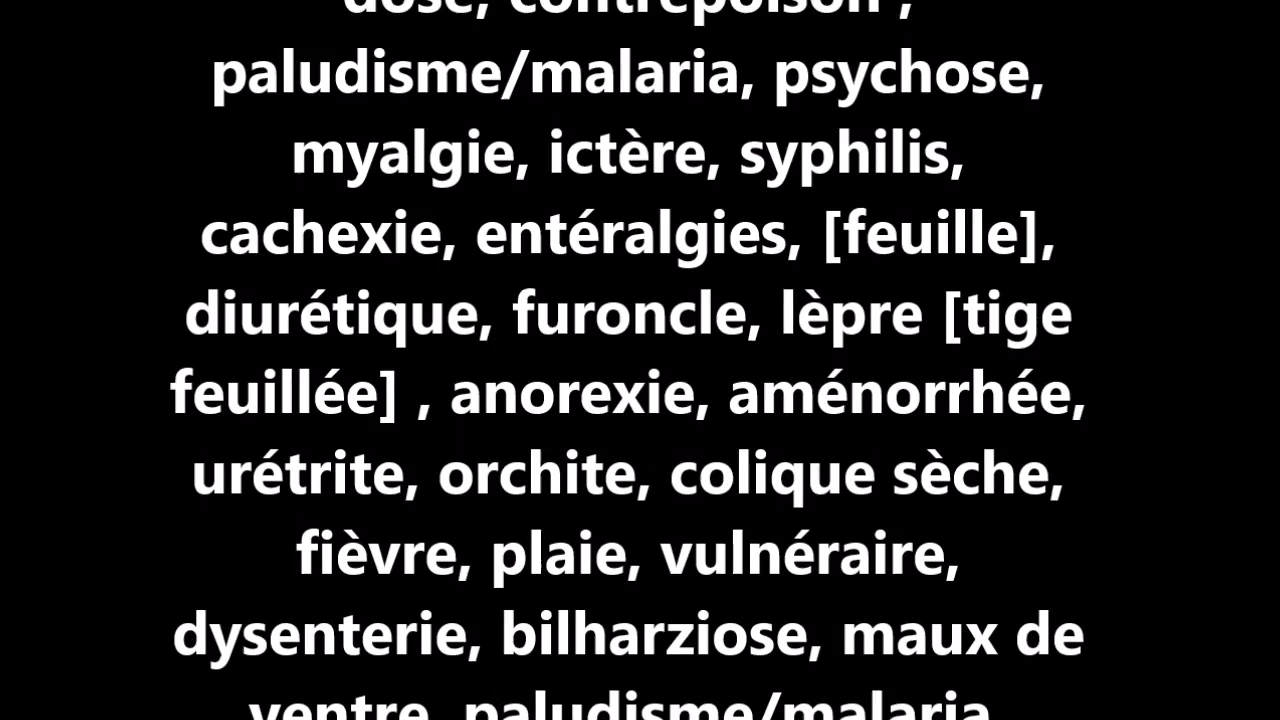 dose, contrepoison ,
paludisme/malaria, psychose,
myalgie, ictère, syphilis,
cachexie, entéralgies, [feuille],
diurétique, furoncle, lèpre [tige
feuillée] , anorexie, aménorrhée,
urétrite, orchite, colique sèche,
fièvre, plaie, vulnéraire,
dysenterie, bilharziose, maux de
ventre, paludisme/malaria,